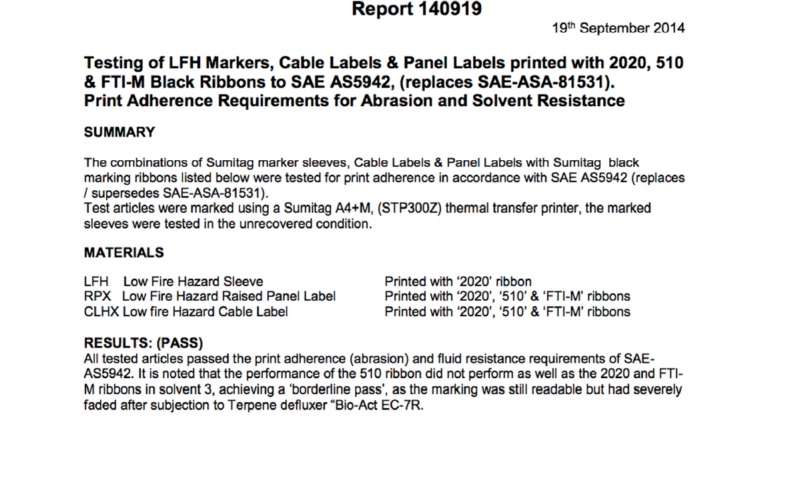 Report 140919
19th September 2014
Testing of LFH Markers, Cable Labels & Panel Labels printed with 2020, 510
& FTI-M Black Ribbons to SAE AS5942, (replaces SAE-ASA-81531).
Print Adherence Requirements for Abrasion and Solvent Resistance
SUMMARY
The combinations of Sumitag marker sleeves, Cable Labels & Panel Labels with Sumitag black
marking ribbons listed below were tested for print adherence in accordance with SAE AS5942 (replaces
/ supersedes SAE-ASA-81531).
Test articles were marked using a Sumitag A4+M, (STP300Z) thermal transfer printer, the marked
sleeves were tested in the unrecovered condition.
MATERIALS
LFH Low Fire Hazard Sleeve Printed with '2020' ribbon
RPX Low Fire Hazard Raised Panel Label Printed with '2020', '510' & 'FTI-M' ribbons
CLHX Low fire Hazard Cable Label Printed with '2020', '510' & 'FTI-M' ribbons
RESULTS: (PASS)
All tested articles passed the print adherence (abrasion) and fluid resistance requirements of SAE-
AS5942. It is noted that the performance of the 510 ribbon did not perform as well as the 2020 and FTI-
M ribbons in solvent 3, achieving a 'borderline pass', as the marking was still readable but had severely
faded after subjection to Terpene defluxer "Bio-Act EC-7R.